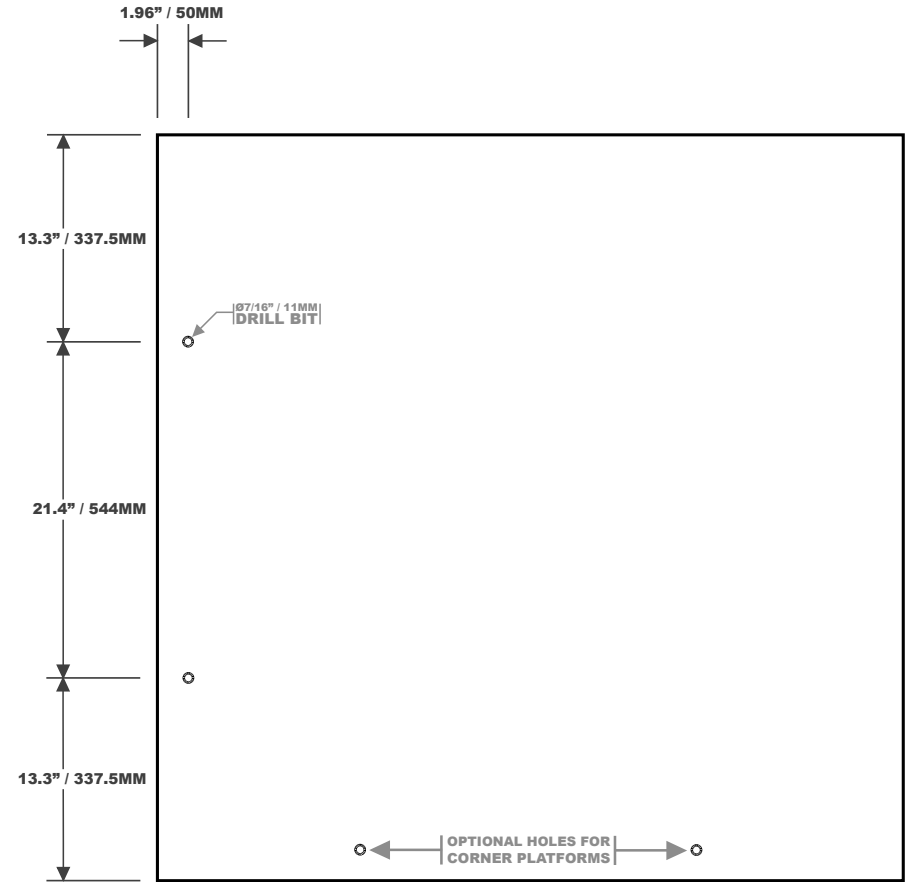 1.96” / 50MM
13.3” / 337.5MM
Ø7/16” / 11MM
DRILL BIT
21.4” / 544MM
13.3” / 337.5MM
OPTIONAL HOLES FOR
CORNER PLATFORMS